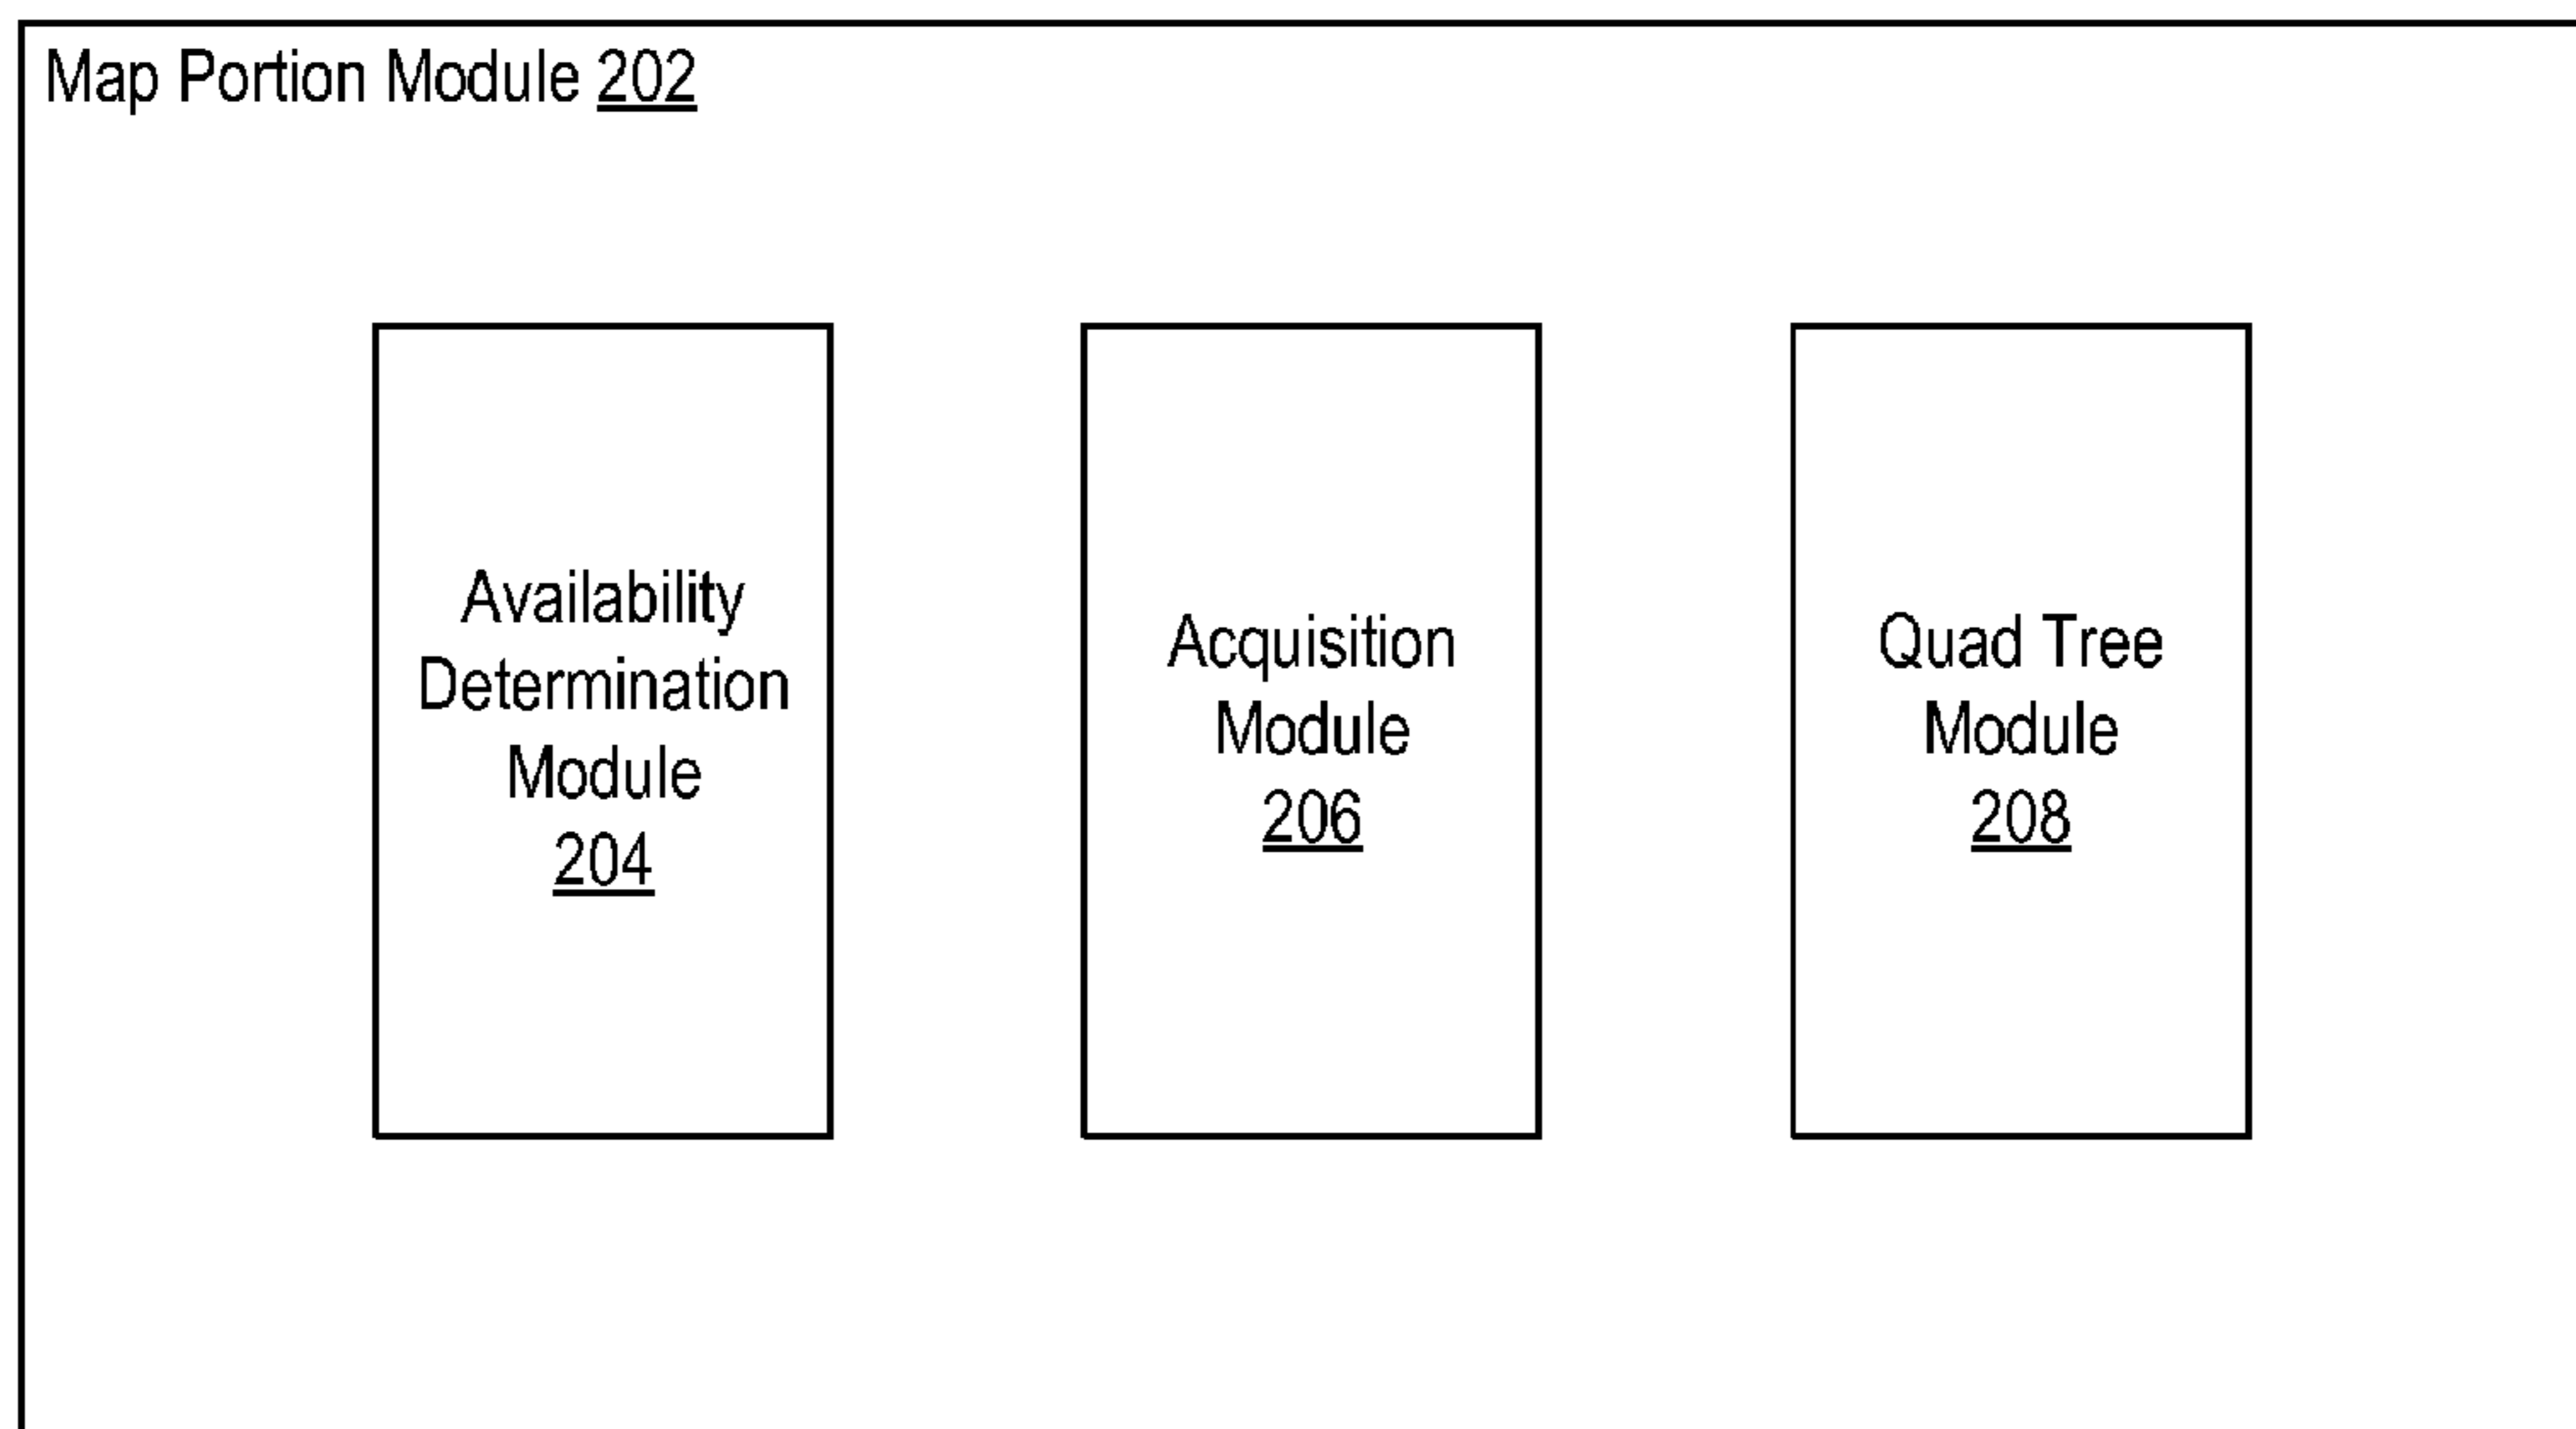 Map Portion Module 202
Availability
Determination
Module
204
Acquisition
Module
206
Quad Tree
Module
208